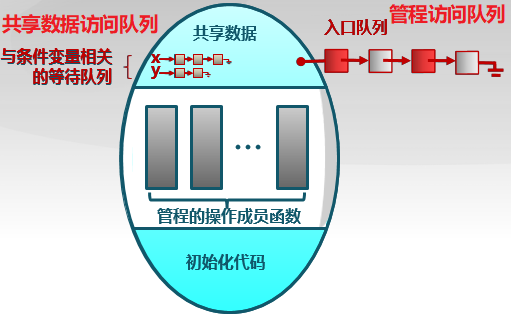 共享数据访问队列
管程访问队列
共享数据
入口队列
与条件变量相关
的等待队列
x
y
•••
管程的操作成员函数
初始化代码